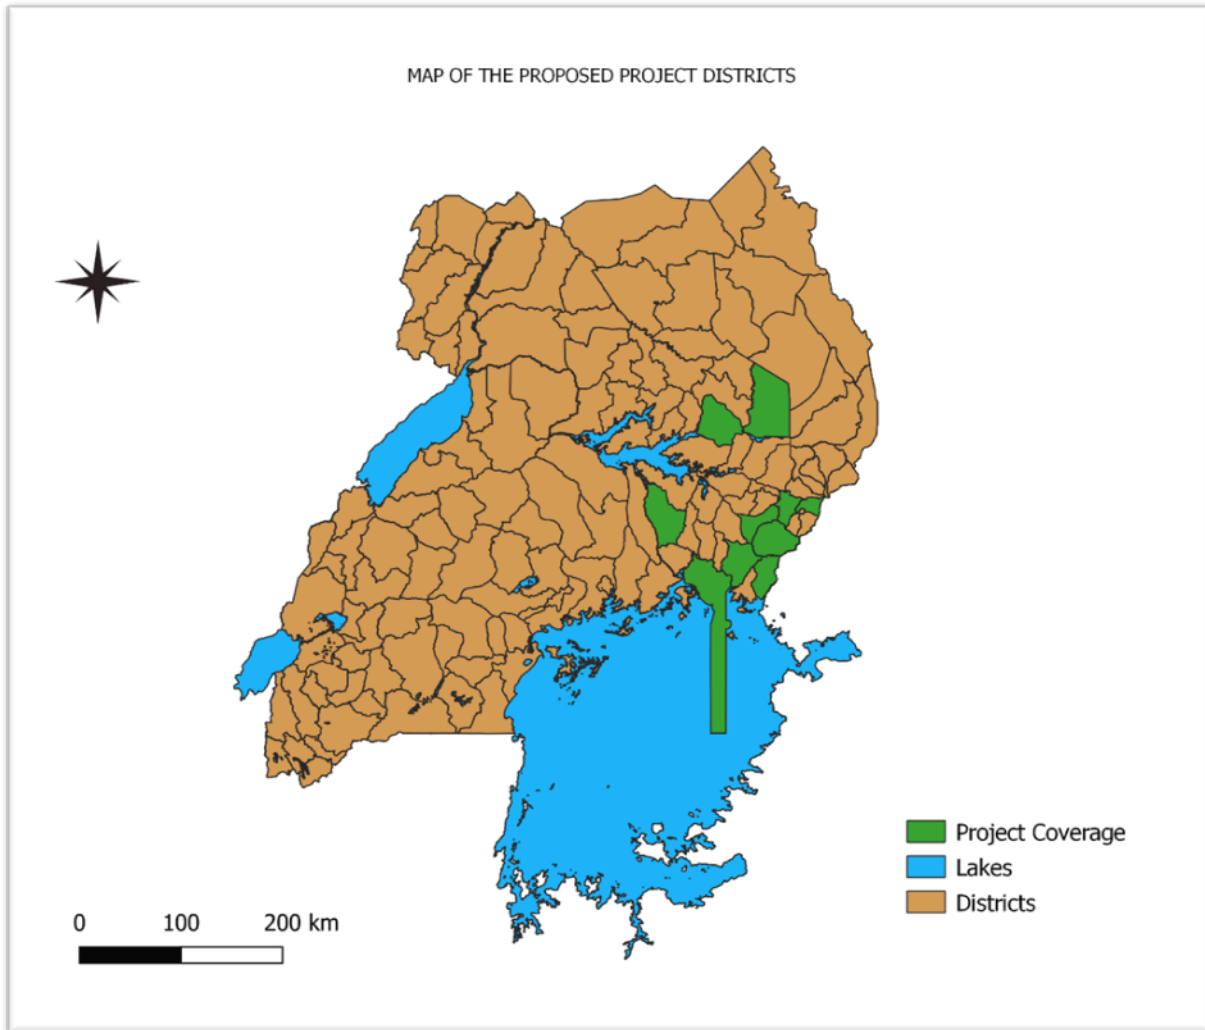 MAP OF THE PROPOSED PROJECT DISTRICTS
Project Coverage
Lakes
Districts
0 100 200 km